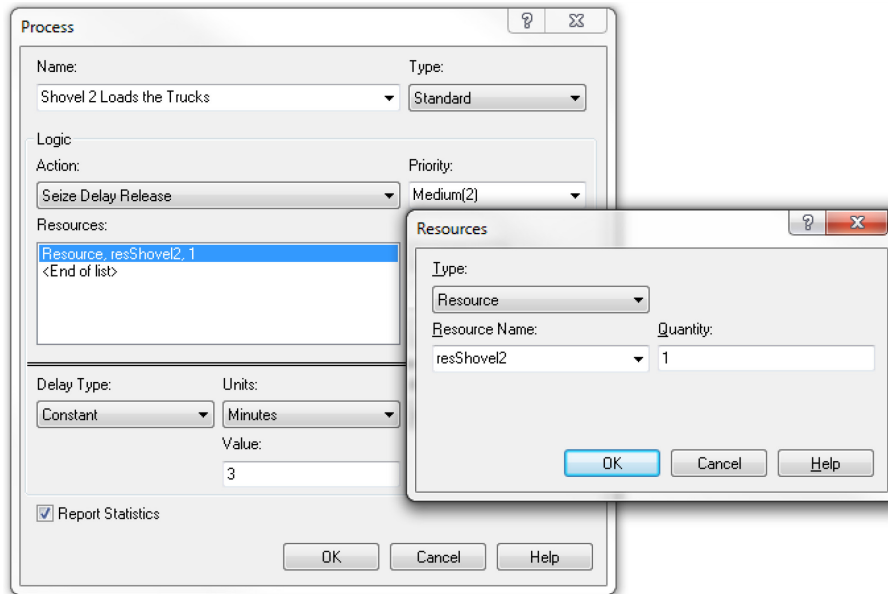 Process
Name:
Type:
Shovel 2 Loads the Trucks
Standard
Logic
Action:
Priority:
Seize Delay Release
Medium(2)
Resources:
Resource, resShovel2, 1
<End of list>
Delay Type:
Units:
Constant
Minutes
Value:
3
Report Statistics
OK
Cancel
Help
Resources
Type:
Resource
Resource Name:
Quantity:
resShovel2
1
OK
Cancel
Help